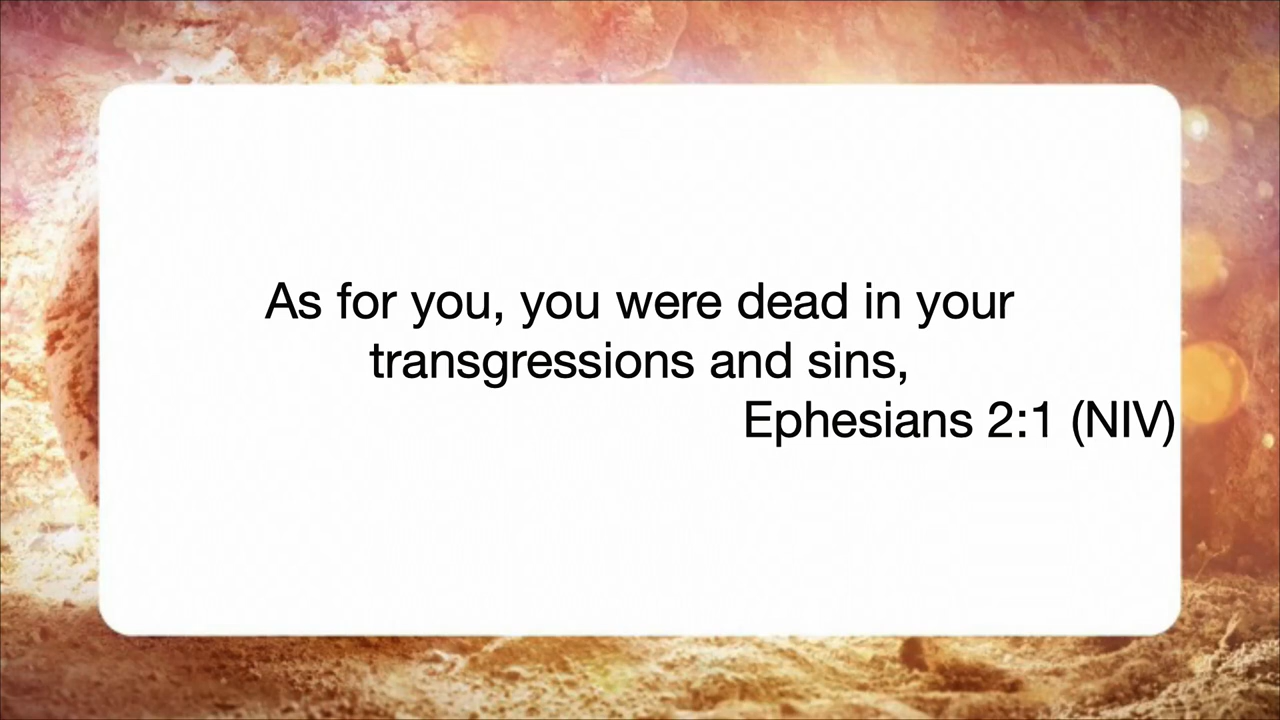 As for you, you were dead in your
transgressions and sins,
Ephesians 2:1 (NIV)